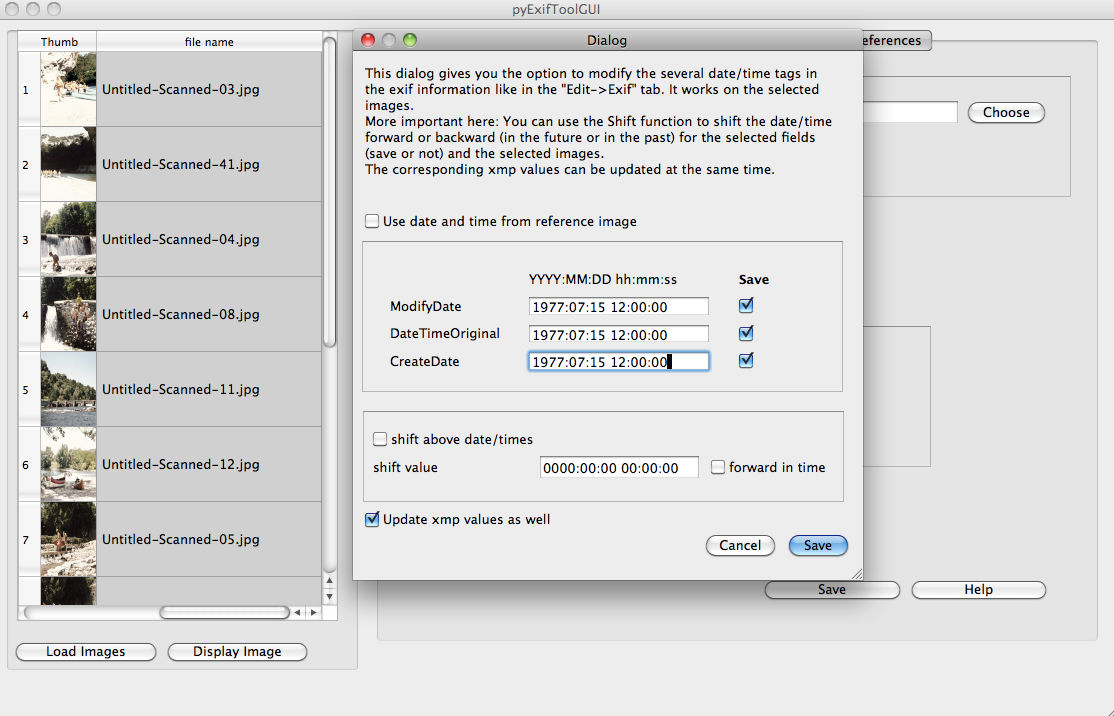 pyExifToolGUI
Thumb file name
1 Untitled-Scanned-03.jpg
2 Untitled-Scanned-41.jpg
3 Untitled-Scanned-04.jpg
4 Untitled-Scanned-08.jpg
5 Untitled-Scanned-11.jpg
6 Untitled-Scanned-12.jpg
7 Untitled-Scanned-05.jpg
Load Images Display Image
Dialog
This dialog gives you the option to modify the several date/time tags in
the exif information like in the "Edit->Exif" tab. It works on the selected
images.
More important here: You can use the Shift function to shift the date/time
forward or backward (in the future or in the past) for the selected fields
(save or not) and the selected images.
The corresponding xmp values can be updated at the same time.
Use date and time from reference image
YYYY:MM:DD hh:mm:ss Save
ModifyDate 1977:07:15 12:00:00
DateTimeOriginal 1977:07:15 12:00:00
CreateDate 1977:07:15 12:00:00
shift above date/times
shift value 0000:00:00 00:00:00 forward in time
Update xmp values as well
Cancel Save
eferences
Choose
Save Help